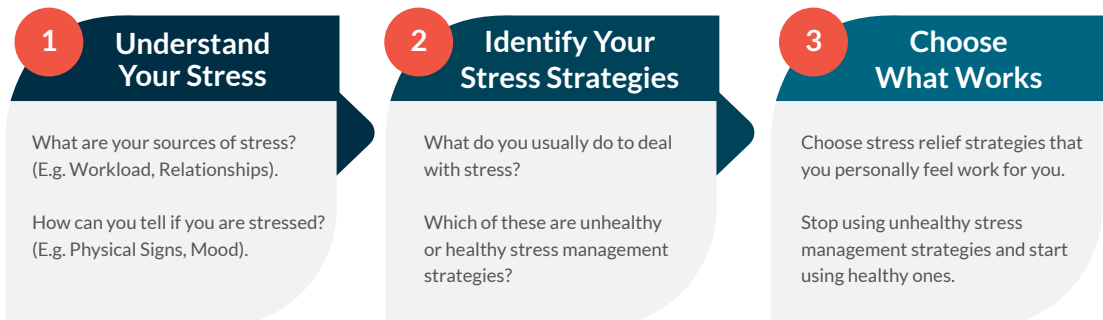 1
Understand
Your Stress
What are your sources of stress?
(E.g. Workload, Relationships).
How can you tell if you are stressed?
(E.g. Physical Signs, Mood).
2
Identify Your
Stress Strategies
What do you usually do to deal
with stress?
Which of these are unhealthy
or healthy stress management
strategies?
3
Choose
What Works
Choose stress relief strategies that
you personally feel work for you.
Stop using unhealthy stress
management strategies and start
using healthy ones.